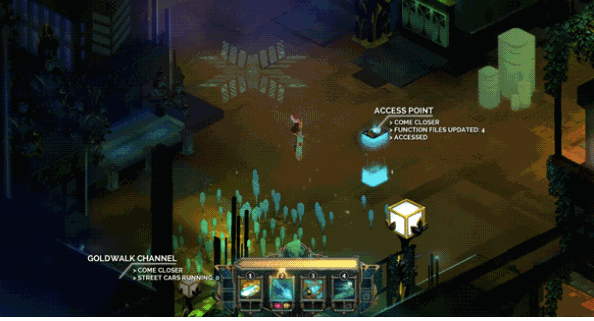 ACCESS POINT
> COME CLOSER
> FUNCTION FILES UPDATED: 4
> ACCESSED
GOLDWALK CHANNEL
> COME CLOSER
> STREET CARS RUNNING: 0
1
2
3
4